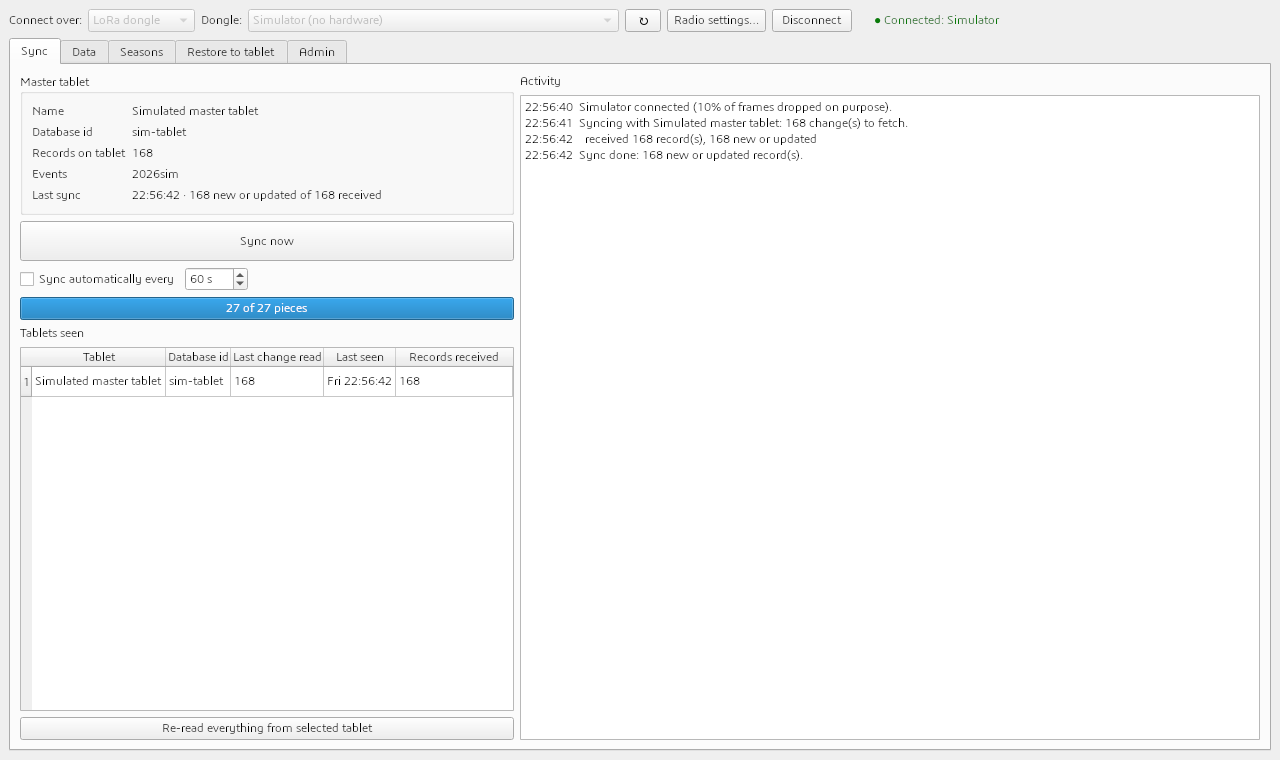 Connect over: LoRa dongle Dongle: Simulator (no hardware) ↻ Radio settings... Disconnect ● Connected: Simulator
Sync Data Seasons Restore to tablet Admin
Master tablet
Name Simulated master tablet
Database id sim-tablet
Records on tablet 168
Events 2026sim
Last sync 22:56:42 · 168 new or updated of 168 received
Sync now
Sync automatically every 60 s
27 of 27 pieces
Tablets seen
Tablet Database id Last change read Last seen Records received
1 Simulated master tablet sim-tablet 168 Fri 22:56:42 168
Re-read everything from selected tablet
Activity
22:56:40 Simulator connected (10% of frames dropped on purpose).
22:56:41 Syncing with Simulated master tablet: 168 change(s) to fetch.
22:56:42 received 168 record(s), 168 new or updated
22:56:42 Sync done: 168 new or updated record(s).